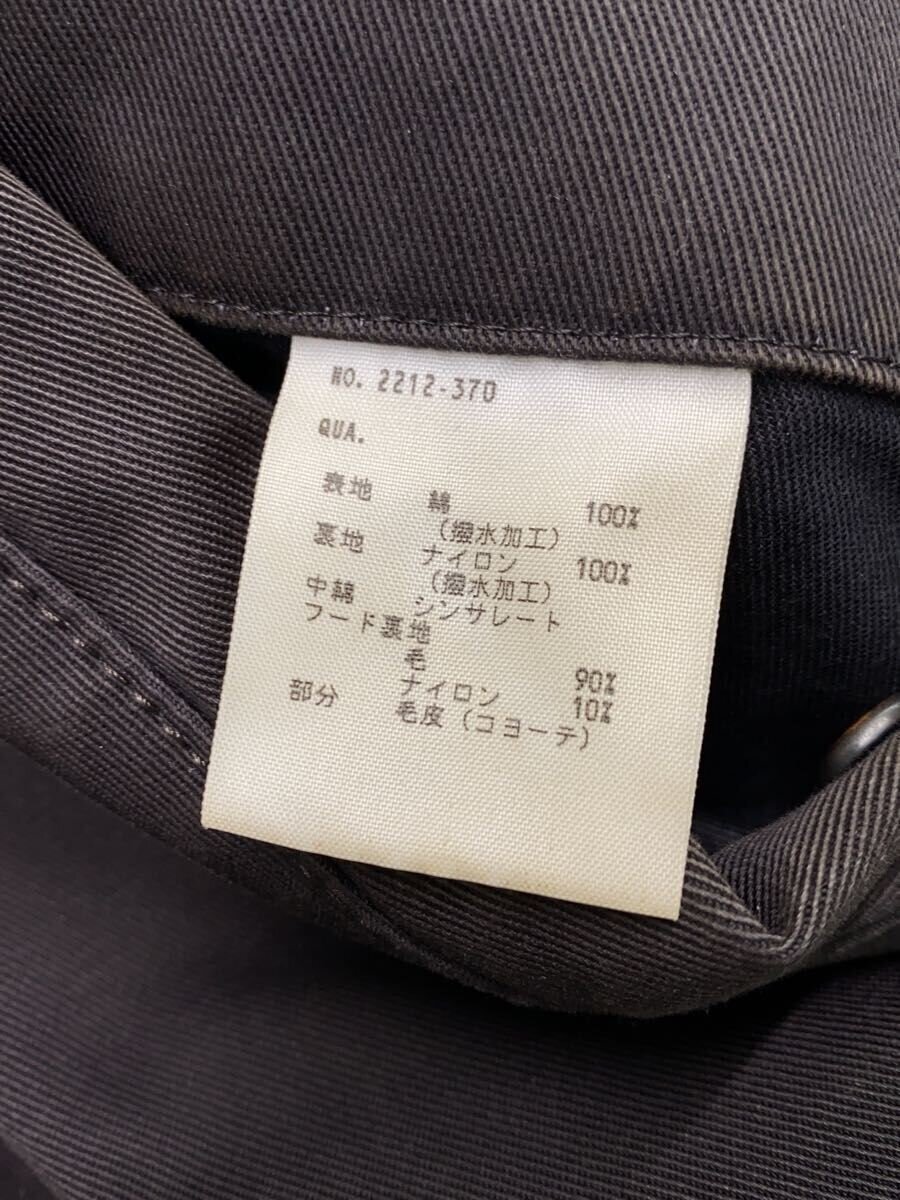 NO. 2212-370
QUA.
表地 綿 100%
(撥水加工)
裏地 ナイロン 100%
(撥水加工)
中綿 シンサレート
フード裏地
毛 90%
ナイロン 10%
部分 毛皮(コヨーテ)